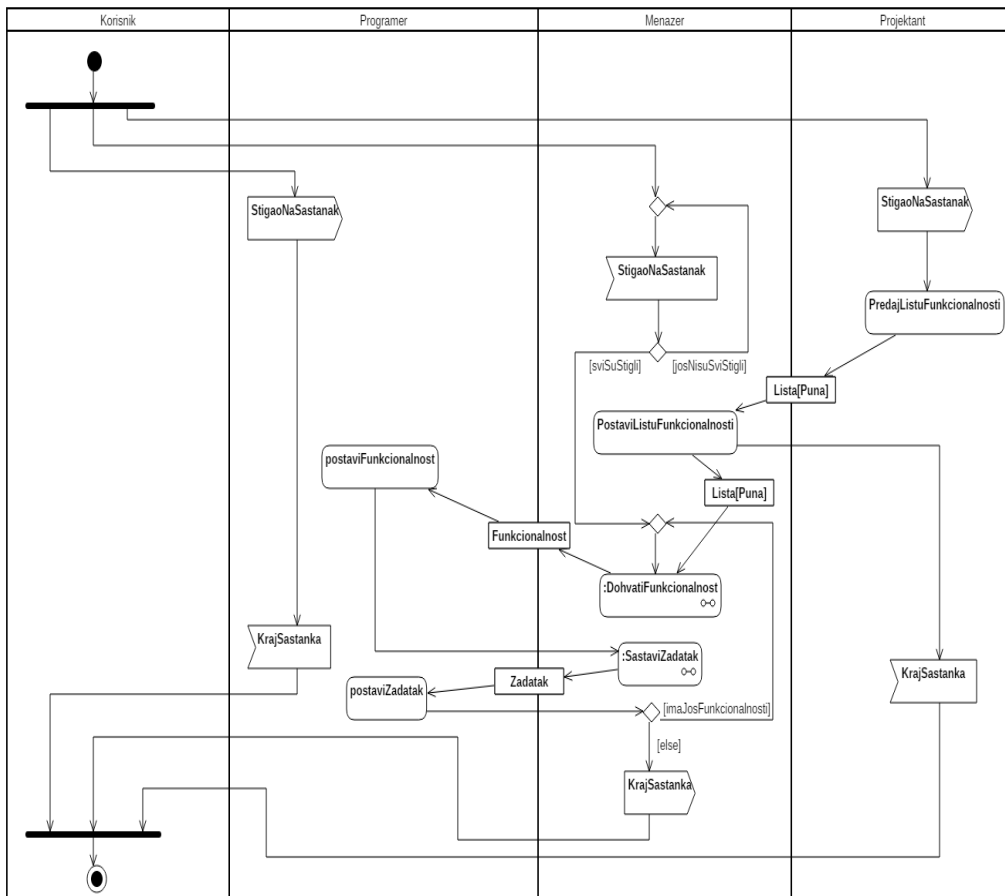 Korisnik
Programer
Menazer
Projektant
StigaoNaSastanak
StigaoNaSastanak
StigaoNaSastanak
PredajListuFunkcionalnosti
[sviSuStigli]
[josNisuSviStigli]
Lista[Puna]
PostaviListuFunkcionalnosti
postaviFunkcionalnost
Lista[Puna]
Funkcionalnost
:DohvatiFunkcionalnost
KrajSastanka
:SastaviZadatak
KrajSastanka
Zadatak
postaviZadatak
[imaJosFunkcionalnosti]
[else]
KrajSastanka